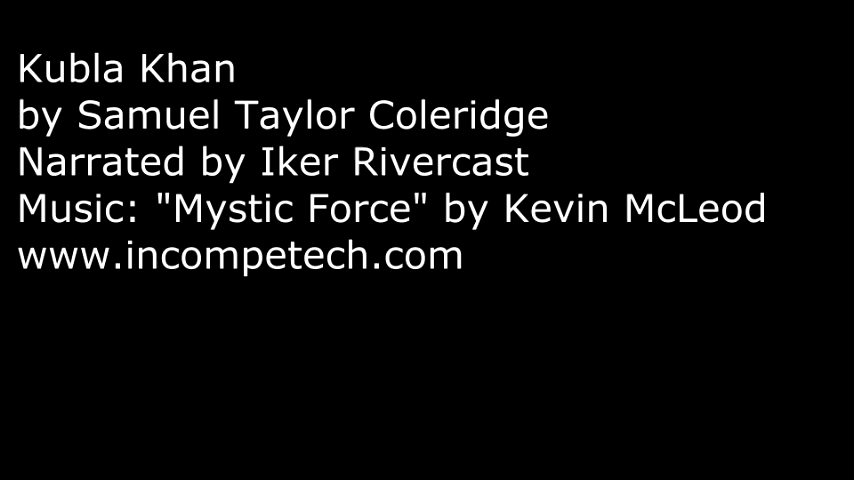 Kubla Khan
by Samuel Taylor Coleridge
Narrated by Iker Rivercast
Music: "Mystic Force" by Kevin McLeod
www.incompetech.com